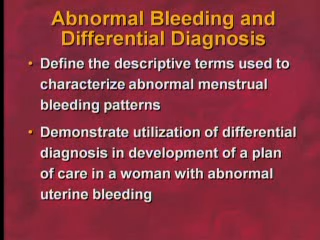 Abnormal Bleeding and
Differential Diagnosis
• Define the descriptive terms used to
characterize abnormal menstrual
bleeding patterns
• Demonstrate utilization of differential
diagnosis in development of a plan
of care in a woman with abnormal
uterine bleeding